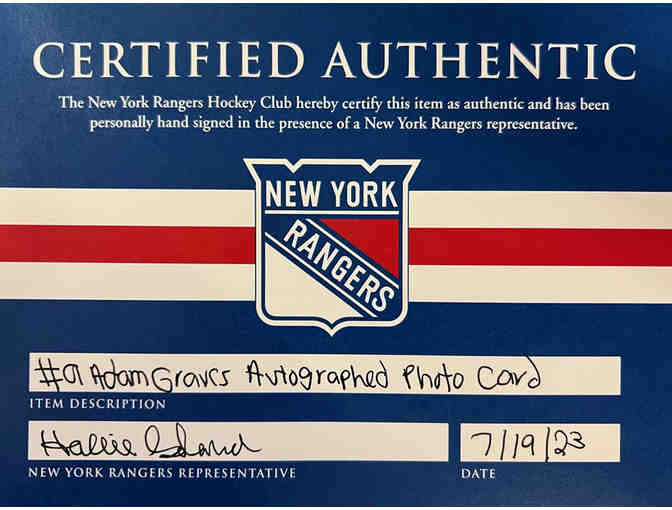 CERTIFIED AUTHENTIC
The New York Rangers Hockey Club hereby certify this item as authentic and has been
personally hand signed in the presence of a New York Rangers representative.
NEW YORK
RANGERS
#9 Adam Graves Autographed Photo Card
ITEM DESCRIPTION
Hallie
7/19/23
NEW YORK RANGERS REPRESENTATIVE
DATE